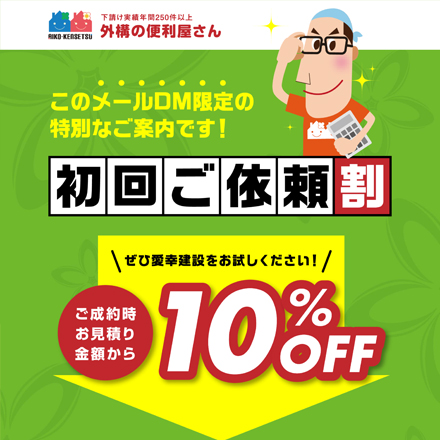 下請け実績年間250件以上
外構の便利屋さん
RIKO-KENSETSU
このメールDM限定の
特別なご案内です！
初回ご依頼割
ぜひ愛幸建設をお試しください！
ご成約時
お見積り
金額から
10%OFF